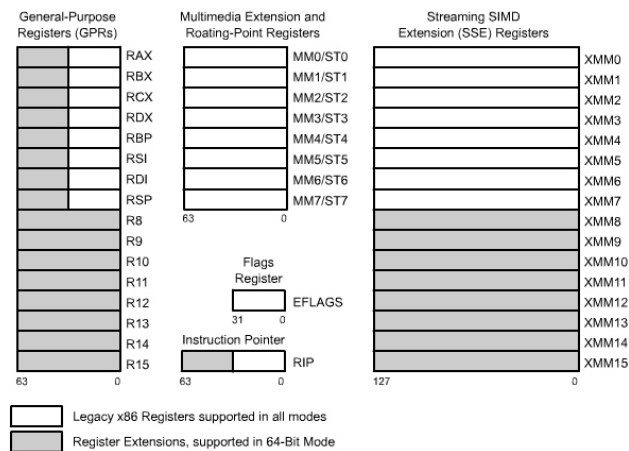 General-Purpose
Registers (GPRs)
RAX
RBX
RCX
RDX
RBP
RSI
RDI
RSP
R8
R9
R10
R11
R12
R13
R14
R15
63 0
Multimedia Extension and
Roating-Point Registers
MM0/ST0
MM1/ST1
MM2/ST2
MM3/ST3
MM4/ST4
MM5/ST5
MM6/ST6
MM7/ST7
63 0
Flags
Register
EFLAGS
31 0
Instruction Pointer
RIP
63 0
Streaming SIMD
Extension (SSE) Registers
XMM0
XMM1
XMM2
XMM3
XMM4
XMM5
XMM6
XMM7
XMM8
XMM9
XMM10
XMM11
XMM12
XMM13
XMM14
XMM15
127 0
Legacy x86 Registers supported in all modes
Register Extensions, supported in 64-Bit Mode